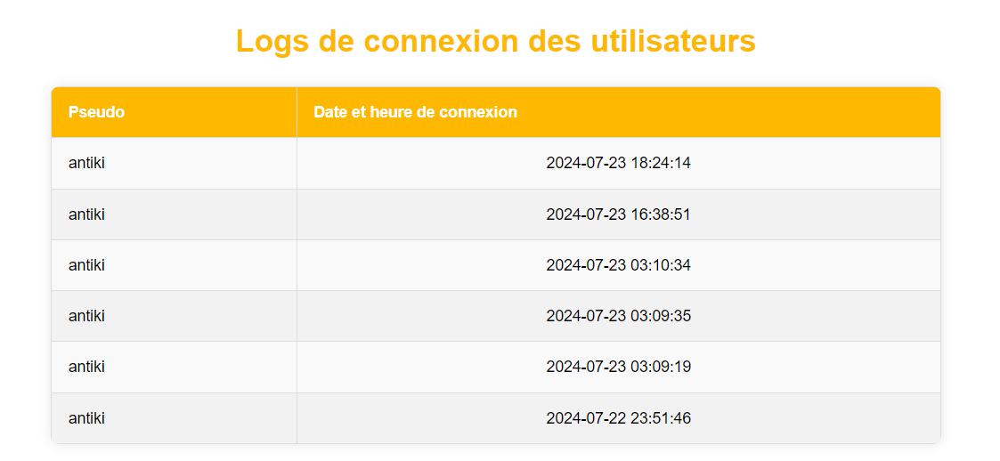 Logs de connexion des utilisateurs
Pseudo Date et heure de connexion
antiki 2024-07-23 18:24:14
antiki 2024-07-23 16:38:51
antiki 2024-07-23 03:10:34
antiki 2024-07-23 03:09:35
antiki 2024-07-23 03:09:19
antiki 2024-07-22 23:51:46